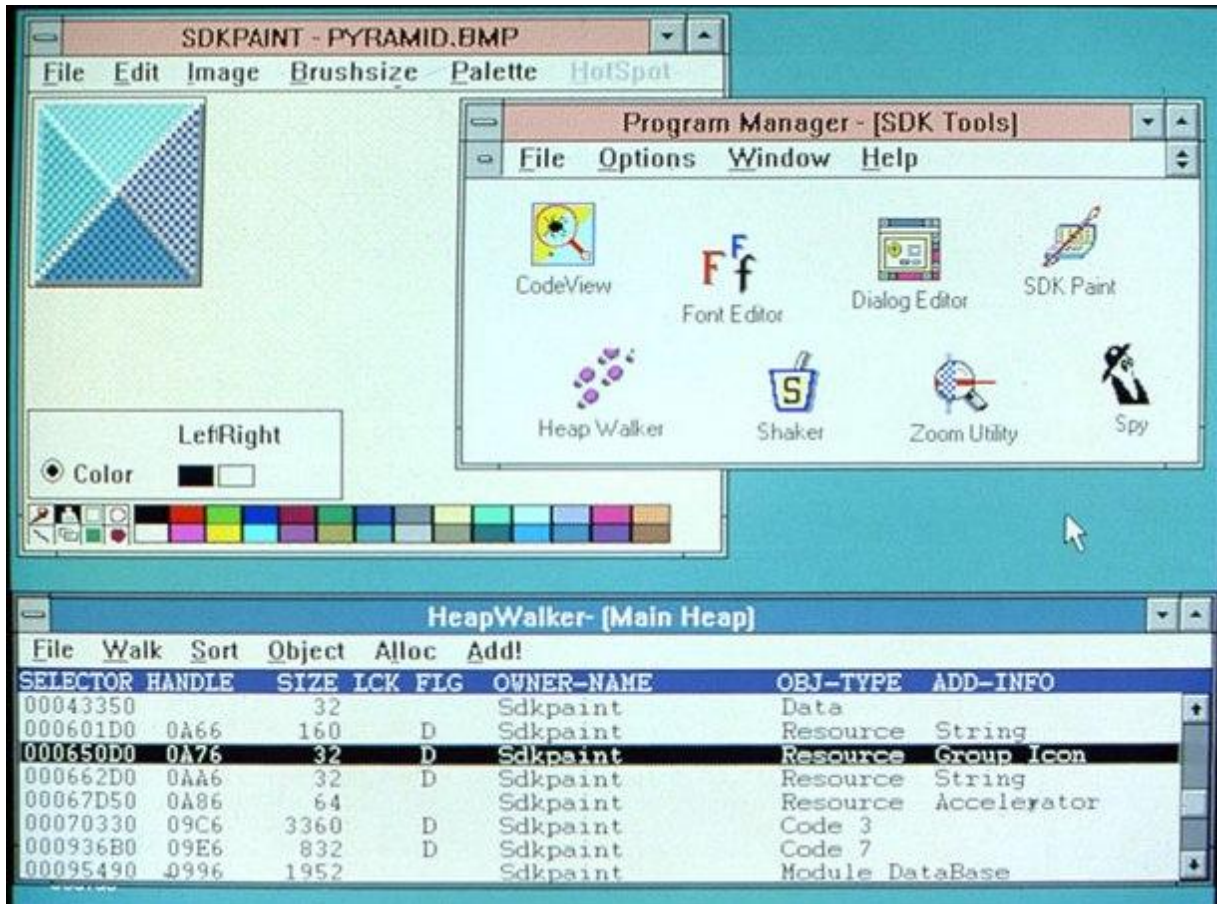 SDKPAINT - PYRAMID.BMP
File Edit Image Brushsize Palette HotSpot
Program Manager - [SDK Tools]
File Options Window Help
CodeView
Font Editor
Dialog Editor
SDK Paint
Heap Walker
Shaker
Zoom Utility
Spy
Left Right
Color
HeapWalker- (Main Heap)
File Walk Sort Object Alloc Add!
SELECTOR HANDLE SIZE LCK FLG OWNER-NAME OBJ-TYPE ADD-INFO
00043350 32 Sdkpaint Data
000601D0 0A66 160 D Sdkpaint Resource String
000650D0 0A76 32 D Sdkpaint Resource Group Icon
000662D0 0AA6 32 D Sdkpaint Resource String
00067D50 0A86 64 Sdkpaint Resource Accelerator
00070330 09C6 3360 D Sdkpaint Code 3
000936B0 09E6 832 D Sdkpaint Code 7
00095490 0996 1952 Sdkpaint Module DataBase